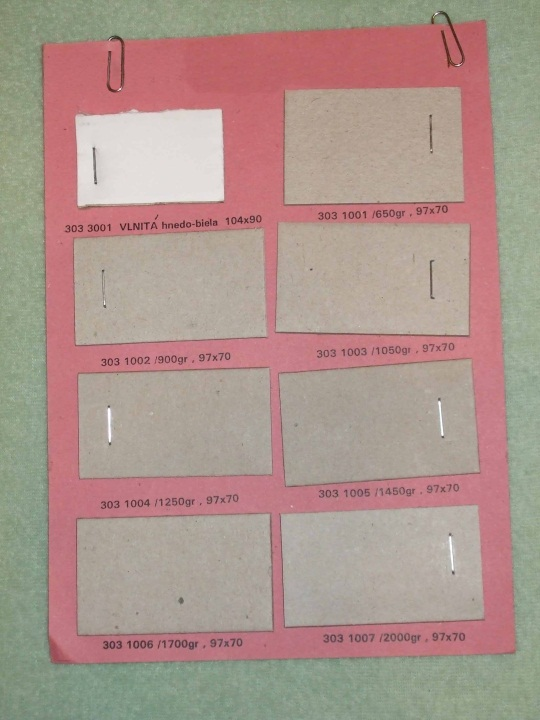 303 3001 VLNITÁ hnedo-biela 104x90
303 1001 /650gr , 97x70
303 1002 /900gr , 97x70
303 1003 /1050gr , 97x70
303 1004 /1250gr , 97x70
303 1005 /1450gr , 97x70
303 1006 /1700gr , 97x70
303 1007 /2000gr , 97x70